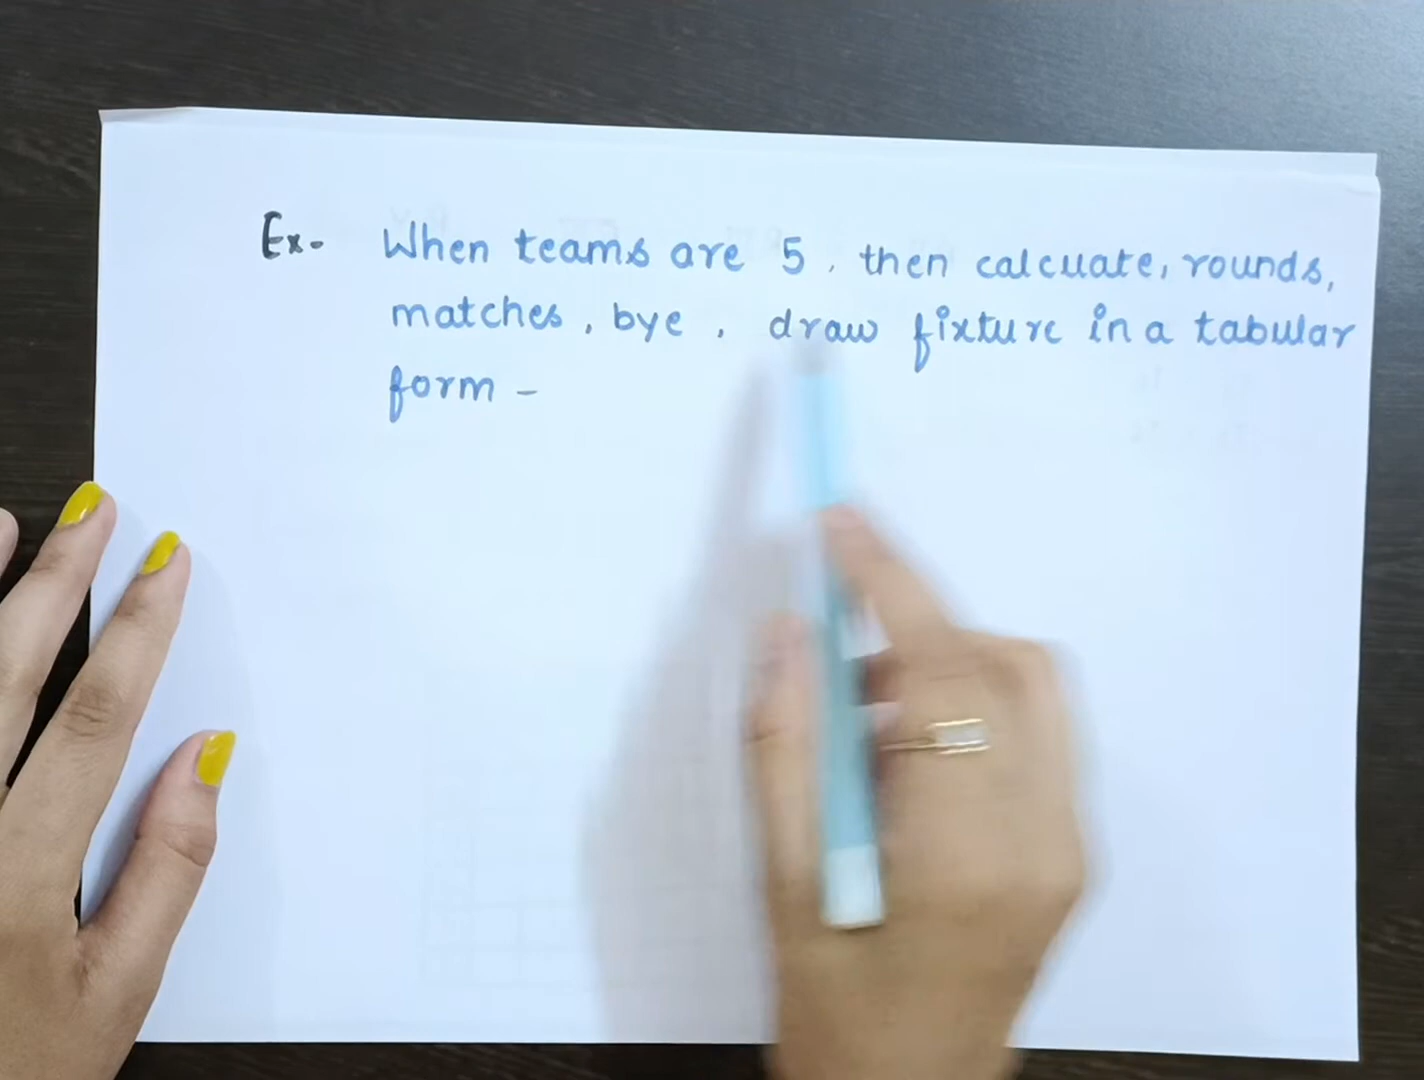 Ex- When teams are 5, then calcuate, rounds,
matches, bye, draw fixture in a tabular
form -